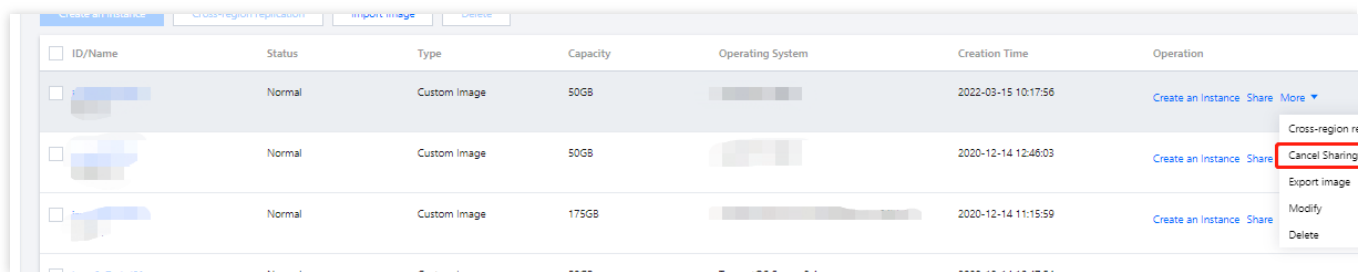 Create an Instance Cross-region replication Import Image Delete
ID/Name Status Type Capacity Operating System Creation Time Operation
Normal Custom Image 50GB 2022-03-15 10:17:56 Create an Instance Share More
Cross-region re
Normal Custom Image 50GB 2020-12-14 12:46:03 Create an Instance Share
Cancel Sharing
Export image
Normal Custom Image 175GB 2020-12-14 11:15:59 Create an Instance Share
Modify
Delete